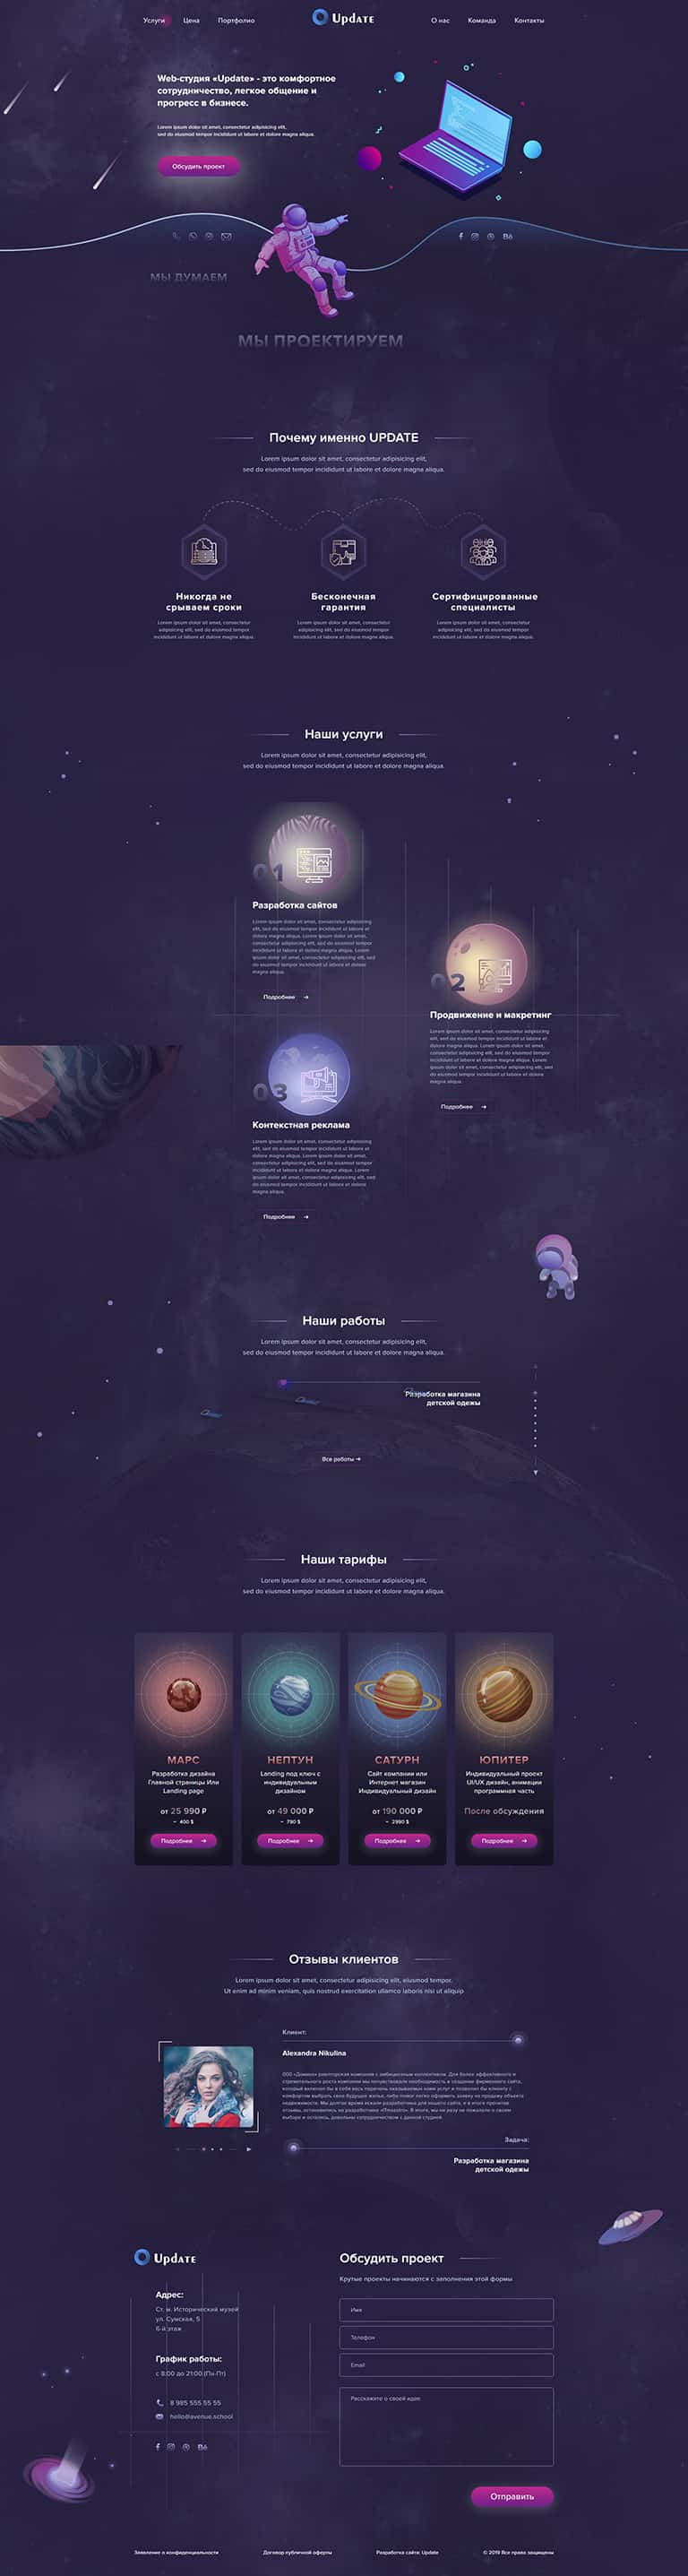 Услуги
Цена
Портфолио
Update
О нас
Команда
Контакты
Web-студия «Update» - это комфортное
сотрудничество, легкое общение и
прогресс в бизнесе.
Lorem ipsum dolor sit amet, consectetur adipisicing elit,
sed do eiusmod tempor incididunt ut labore et dolore magna aliqua.
Обсудить проект
МЫ ДУМАЕМ
МЫ ПРОЕКТИРУЕМ
Почему именно UPDATE
Lorem ipsum dolor sit amet, consectetur adipisicing elit,
sed do eiusmod tempor incididunt ut labore et dolore magna aliqua.
Никогда не
срываем сроки
Lorem ipsum dolor sit amet, consectetur
adipisicing elit, sed do eiusmod tempor
incididunt ut labore et dolore magna aliqua.
Бесконечная
гарантия
Lorem ipsum dolor sit amet, consectetur
adipisicing elit, sed do eiusmod tempor
incididunt ut labore et dolore magna aliqua.
Сертифицированные
специалисты
Lorem ipsum dolor sit amet, consectetur
adipisicing elit, sed do eiusmod tempor
incididunt ut labore et dolore magna aliqua.
Наши услуги
Lorem ipsum dolor sit amet, consectetur adipisicing elit,
sed do eiusmod tempor incididunt ut labore et dolore magna aliqua.
01
Разработка сайтов
Lorem ipsum dolor sit amet, consectetur adipisicing
elit, sed do eiusmod tempor incididunt ut labore et
dolore magna aliqua. Lorem ipsum dolor sit amet,
consectetur adipisicing elit, sed do eiusmod tempor
incididunt ut labore et dolore magna aliqua. Lorem
ipsum dolor sit amet, consectetur adipisicing elit, sed
do eiusmod tempor incididunt ut labore et dolore
magna aliqua.
Подробнее
02
Продвижение и макретинг
Lorem ipsum dolor sit amet, consectetur adipisicing
elit, sed do eiusmod tempor incididunt ut labore et
dolore magna aliqua. Lorem ipsum dolor sit amet,
consectetur adipisicing elit, sed do eiusmod tempor
incididunt ut labore et dolore magna aliqua. Lorem
ipsum dolor sit amet, consectetur adipisicing elit, sed
do eiusmod tempor incididunt ut labore et dolore
magna aliqua.
Подробнее
03
Контекстная реклама
Lorem ipsum dolor sit amet, consectetur adipisicing
elit, sed do eiusmod tempor incididunt ut labore et
dolore magna aliqua. Lorem ipsum dolor sit amet,
consectetur adipisicing elit, sed do eiusmod tempor
incididunt ut labore et dolore magna aliqua. Lorem
ipsum dolor sit amet, consectetur adipisicing elit, sed
do eiusmod tempor incididunt ut labore et dolore
magna aliqua.
Подробнее
Наши работы
Lorem ipsum dolor sit amet, consectetur adipisicing elit,
sed do eiusmod tempor incididunt ut labore et dolore magna aliqua.
Разработка магазина
детской одежы
Все работы
Наши тарифы
Lorem ipsum dolor sit amet, consectetur adipisicing elit,
sed do eiusmod tempor incididunt ut labore et dolore magna aliqua.
МАРС
Разработка дизайна
Главной страницы Или
Landing page
от 25 990 ₽
~ 400 $
Подробнее
НЕПТУН
Landing под ключ с
индивидуальным
дизайном
от 49 000 ₽
~ 790 $
Подробнее
САТУРН
Сайт компании или
Интернет магазин
Индивидуальный дизайн
от 190 000 ₽
~ 2990 $
Подробнее
ЮПИТЕР
Индивидуальный проект
UI/UX дизайн, анимации
программная часть
После обсуждения
Подробнее
Отзывы клиентов
Lorem ipsum dolor sit amet, consectetur adipisicing elit, eiusmod tempor.
Ut enim ad minim veniam, quis nostrud exercitation ullamco laboris nisi ut aliquip
Клиент:
Alexandra Nikulina
Задача:
Разработка магазина
детской одежы
Update
Адрес:
Ст. м. Исторический музей
ул. Сумская, 5
6-й этаж
График работы:
с 8:00 до 21:00 (Пн-Пт)
8 985 555 55 55
hello@avenue.school
Bē
Обсудить проект
Крутые проекты начинаются с заполнения этой формы
Имя
Телефон
Email
Расскажите о своей идее
Отправить
Заявление о конфиденциальности
Договор публичной оферты
Разработка сайта: Update
© 2019 Все права защищены